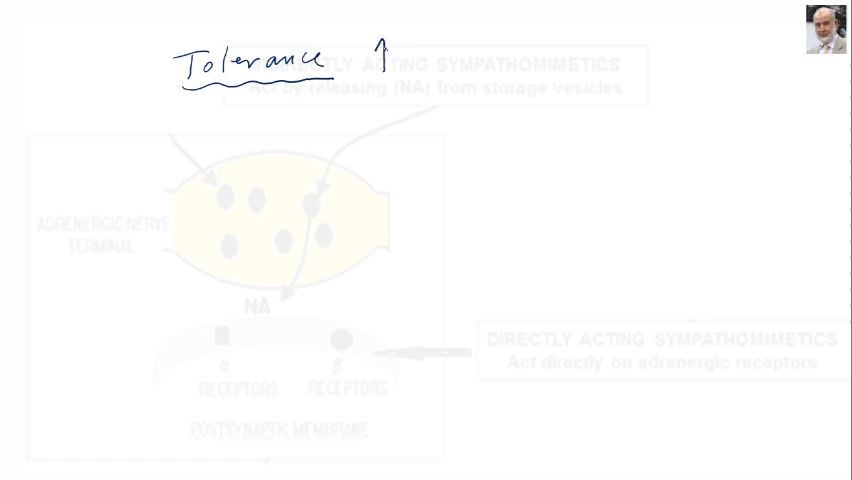 Tolerance ↑
INDIRECTLY ACTING SYMPATHOMIMETICS
Act by releasing (NA) from storage vesicles
ADRENERGIC NERVE
TERMINAL
NA
α
RECEPTORS
β
RECEPTORS
POSTSYNAPTIC MEMBRANE
DIRECTLY ACTING SYMPATHOMIMETICS
Act directly on adrenergic receptors